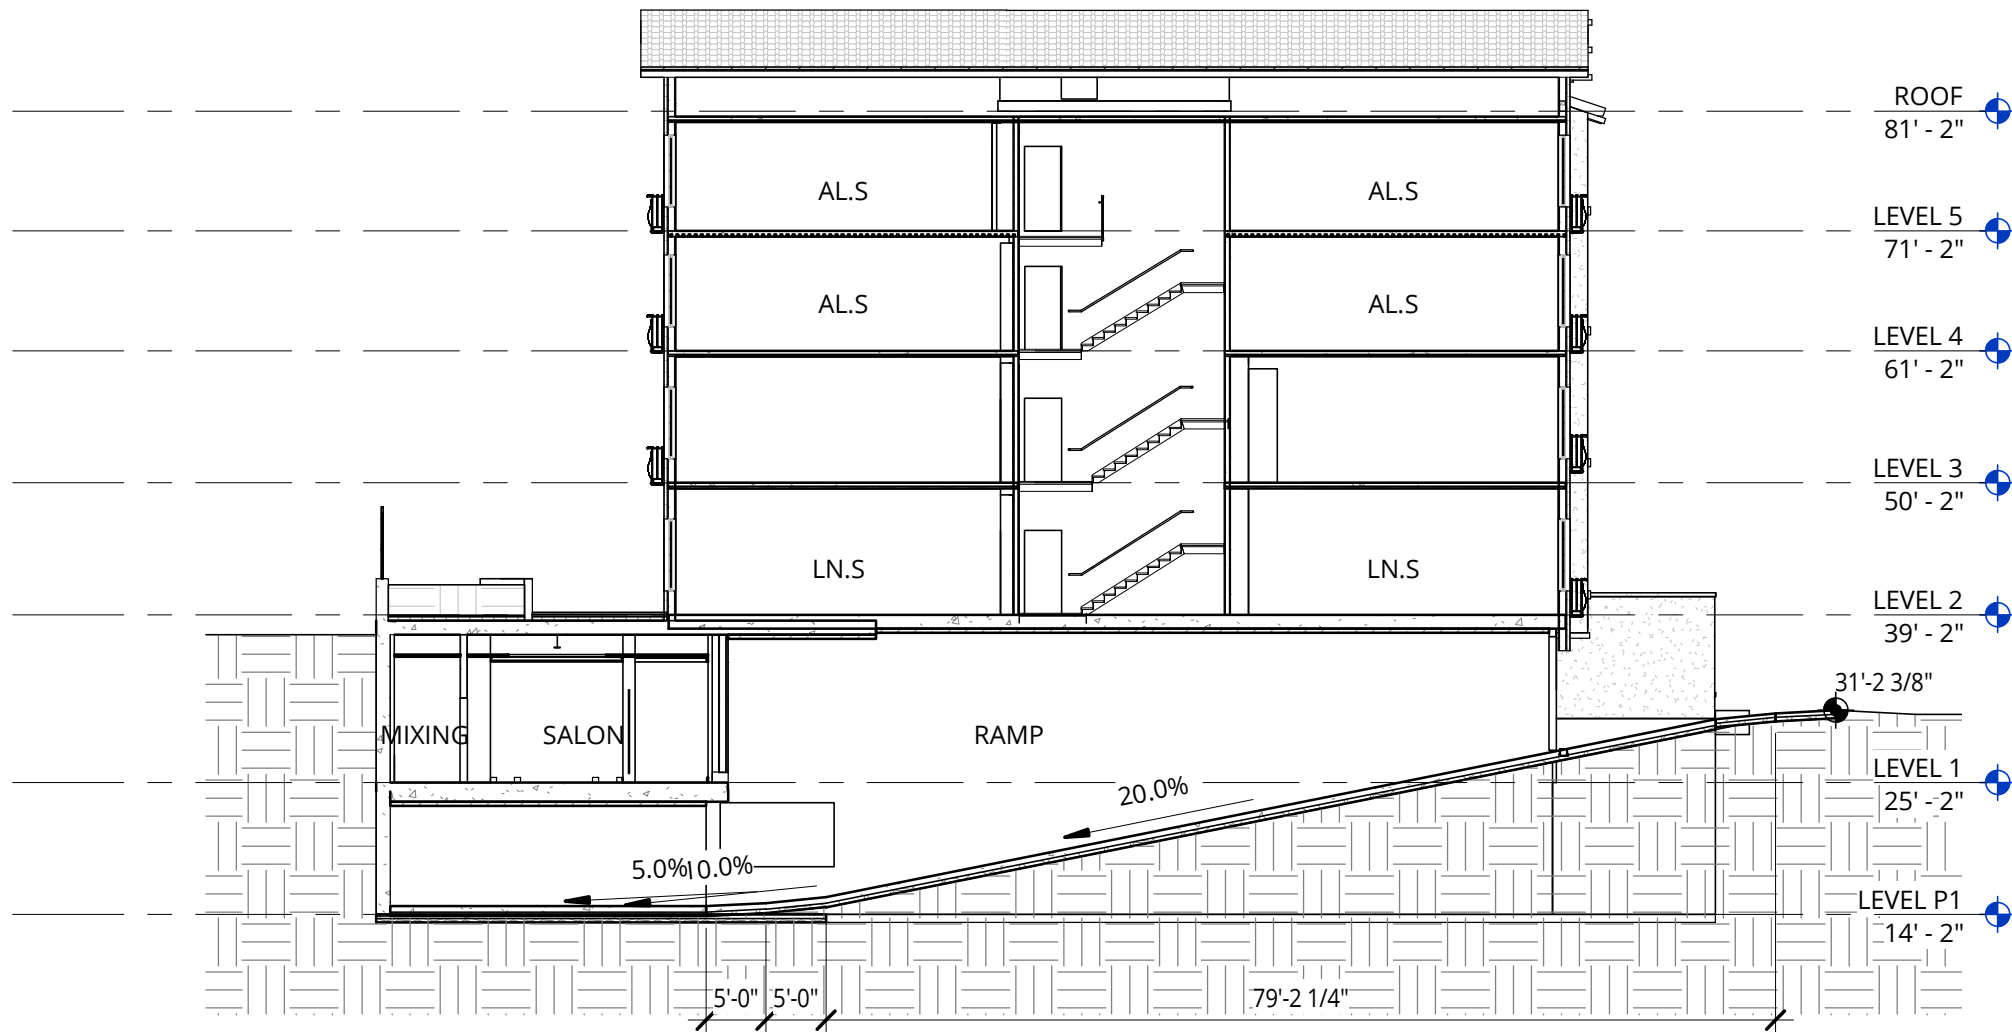 ROOF
81' - 2"
AL.S
AL.S
LEVEL 5
71' - 2"
AL.S
AL.S
LEVEL 4
61' - 2"
LEVEL 3
50' - 2"
LN.S
LN.S
LEVEL 2
39' - 2"
31'-2 3/8"
MIXING
SALON
RAMP
LEVEL 1
25' - 2"
20.0%
5.0%
10.0%
LEVEL P1
14' - 2"
5'-0"
5'-0"
79'-2 1/4"